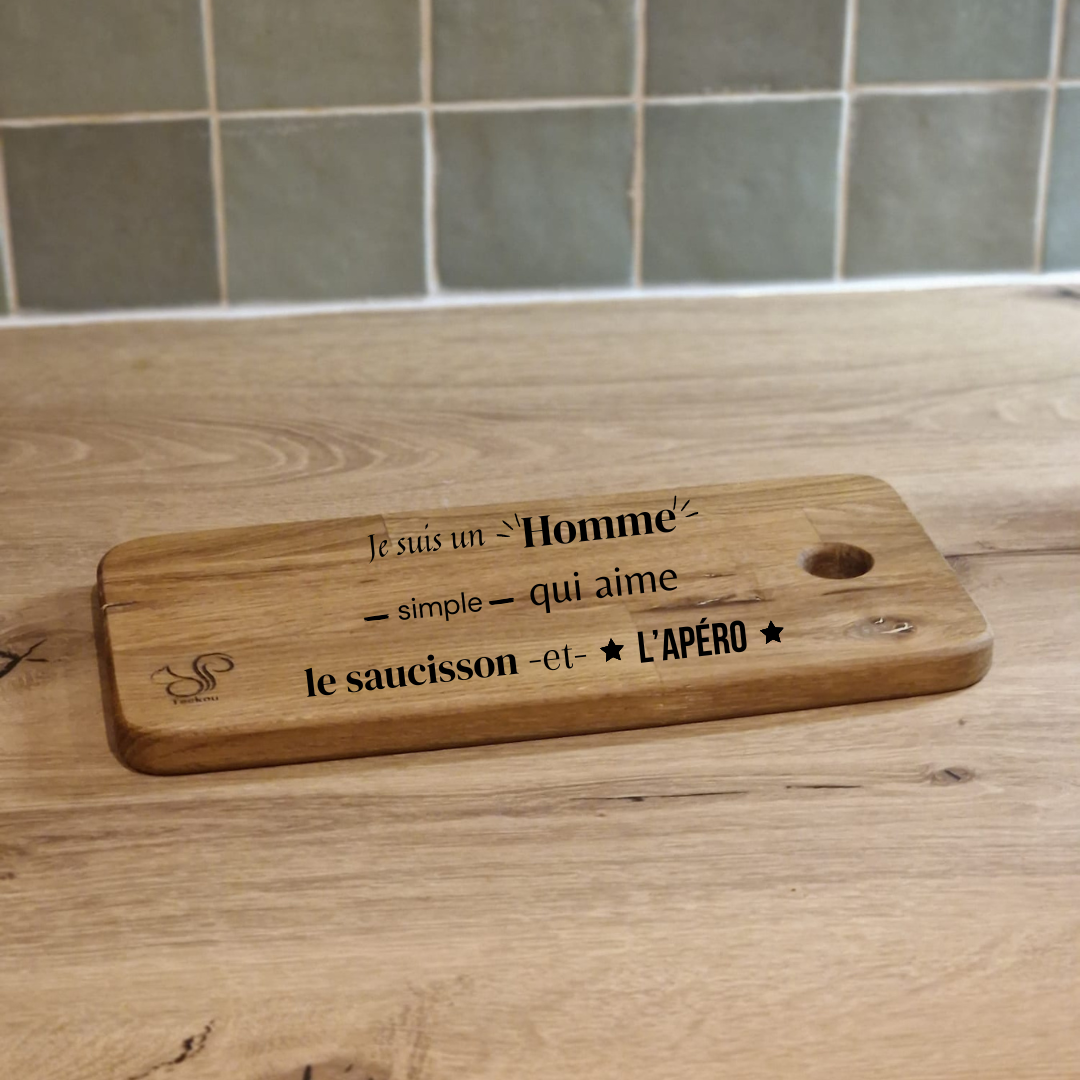 Je suis un Homme
simple qui aime
le saucisson -et- ★ L'APÉRO ★